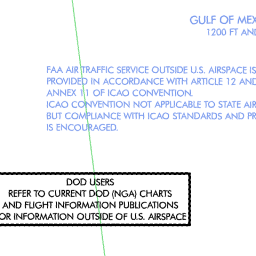 GULF OF MEX
1200 FT AND
FAA AIR TRAFFIC SERVICE OUTSIDE U.S. AIRSPACE IS
PROVIDED IN ACCORDANCE WITH ARTICLE 12 AND
ANNEX 11 OF ICAO CONVENTION.
ICAO CONVENTION NOT APPLICABLE TO STATE AIR
BUT COMPLIANCE WITH ICAO STANDARDS AND PR
IS ENCOURAGED.
DOD USERS
REFER TO CURRENT DOD (NGA) CHARTS
AND FLIGHT INFORMATION PUBLICATIONS
OR INFORMATION OUTSIDE OF U.S. AIRSPACE